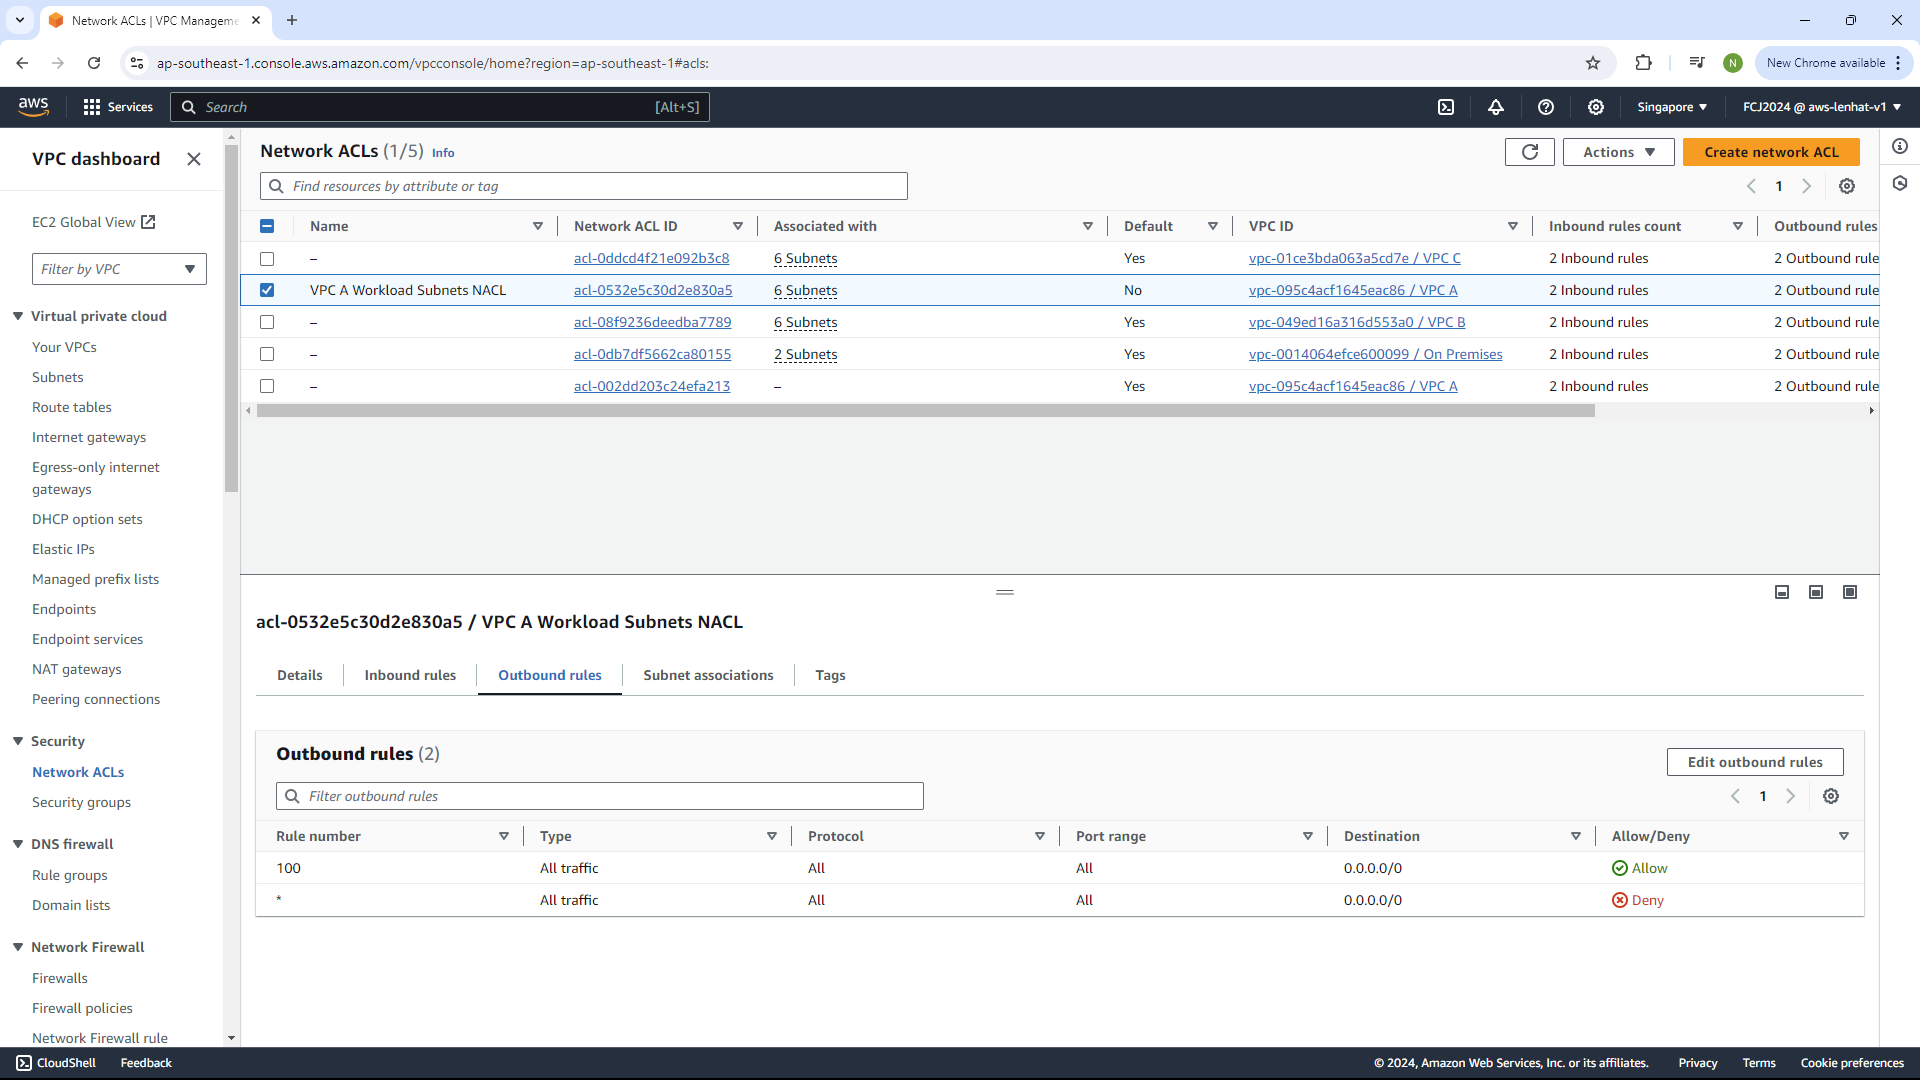 Network ACLs | VPC Manageme
ap-southeast-1.console.aws.amazon.com/vpcconsole/home?region=ap-southeast-1#acls:
N
New Chrome available
aws
Services
Search
[Alt+S]
Singapore
FCJ2024 @ aws-lenhat-v1
VPC dashboard
EC2 Global View
Filter by VPC
Virtual private cloud
Your VPCs
Subnets
Route tables
Internet gateways
Egress-only internet
gateways
DHCP option sets
Elastic IPs
Managed prefix lists
Endpoints
Endpoint services
NAT gateways
Peering connections
Security
Network ACLs
Security groups
DNS firewall
Rule groups
Domain lists
Network Firewall
Firewalls
Firewall policies
Network Firewall rule
Network ACLs (1/5) Info
Actions
Create network ACL
Find resources by attribute or tag
1
Name Network ACL ID Associated with Default VPC ID Inbound rules count Outbound rules
– acl-0ddcd4f21e092b3c8 6 Subnets Yes vpc-01ce3bda063a5cd7e / VPC C 2 Inbound rules 2 Outbound rule
VPC A Workload Subnets NACL acl-0532e5c30d2e830a5 6 Subnets No vpc-095c4acf1645eac86 / VPC A 2 Inbound rules 2 Outbound rule
– acl-08f9236deedba7789 6 Subnets Yes vpc-049ed16a316d553a0 / VPC B 2 Inbound rules 2 Outbound rule
– acl-0db7df5662ca80155 2 Subnets Yes vpc-0014064efce600099 / On Premises 2 Inbound rules 2 Outbound rule
– acl-002dd203c24efa213 – Yes vpc-095c4acf1645eac86 / VPC A 2 Inbound rules 2 Outbound rule
acl-0532e5c30d2e830a5 / VPC A Workload Subnets NACL
Details Inbound rules Outbound rules Subnet associations Tags
Outbound rules (2)
Edit outbound rules
Filter outbound rules
1
Rule number Type Protocol Port range Destination Allow/Deny
100 All traffic All All 0.0.0.0/0 Allow
* All traffic All All 0.0.0.0/0 Deny
CloudShell Feedback
© 2024, Amazon Web Services, Inc. or its affiliates. Privacy Terms Cookie preferences